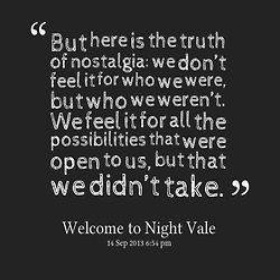 “
But here is the truth
of nostalgia: we don't
feel it for who we were,
but who we weren't.
We feel it for all the
possibilities that were
open to us, but that
we didn't take. ”
Welcome to Night Vale
14 Sep 2013 6:54 pm